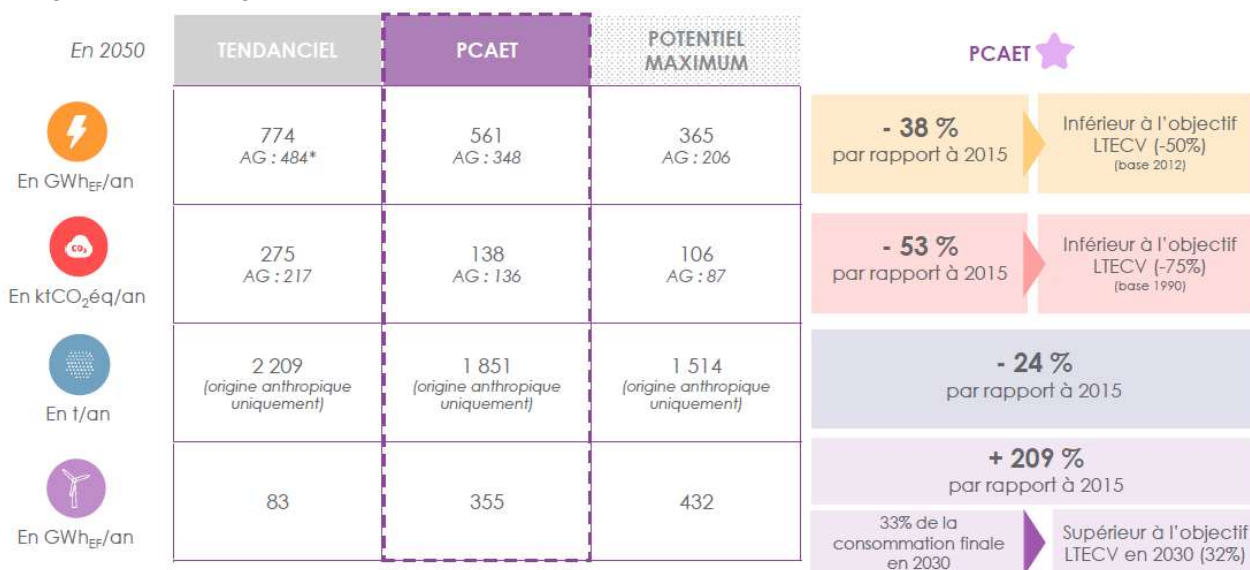 En 2050
TENDANCIEL
PCAET
POTENTIEL
MAXIMUM
PCAET
En GWhEF/an
774
AG : 484*
561
AG : 348
365
AG : 206
- 38 %
par rapport à 2015
Inférieur à l'objectif
LTECV (-50%)
(base 2012)
CO₂
En ktCO₂éq/an
275
AG : 217
138
AG : 136
106
AG : 87
- 53 %
par rapport à 2015
Inférieur à l'objectif
LTECV (-75%)
(base 1990)
En t/an
2 209
(origine anthropique
uniquement)
1 851
(origine anthropique
uniquement)
1 514
(origine anthropique
uniquement)
- 24 %
par rapport à 2015
En GWhEF/an
83
355
432
+ 209 %
par rapport à 2015
33% de la
consommation finale
en 2030
Supérieur à l'objectif
LTECV en 2030 (32%)